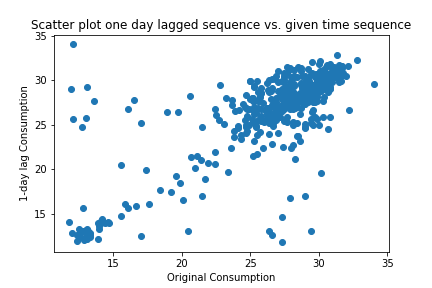 Scatter plot one day lagged sequence vs. given time sequence
35
30
25
20
15
1-day lag Consumption
15 20 25 30 35
Original Consumption